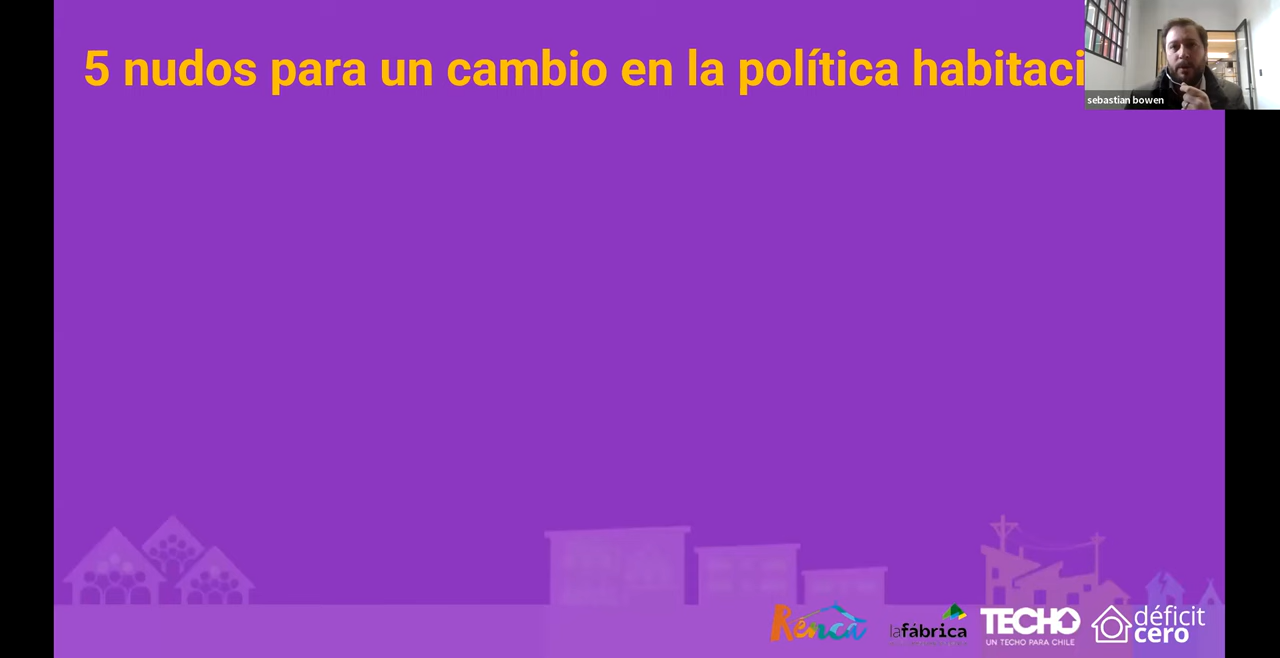 5 nudos para un cambio en la política habitaci
sebastian bowen
Renca
lafábrica
TECHO
UN TECHO PARA CHILE
déficit
cero